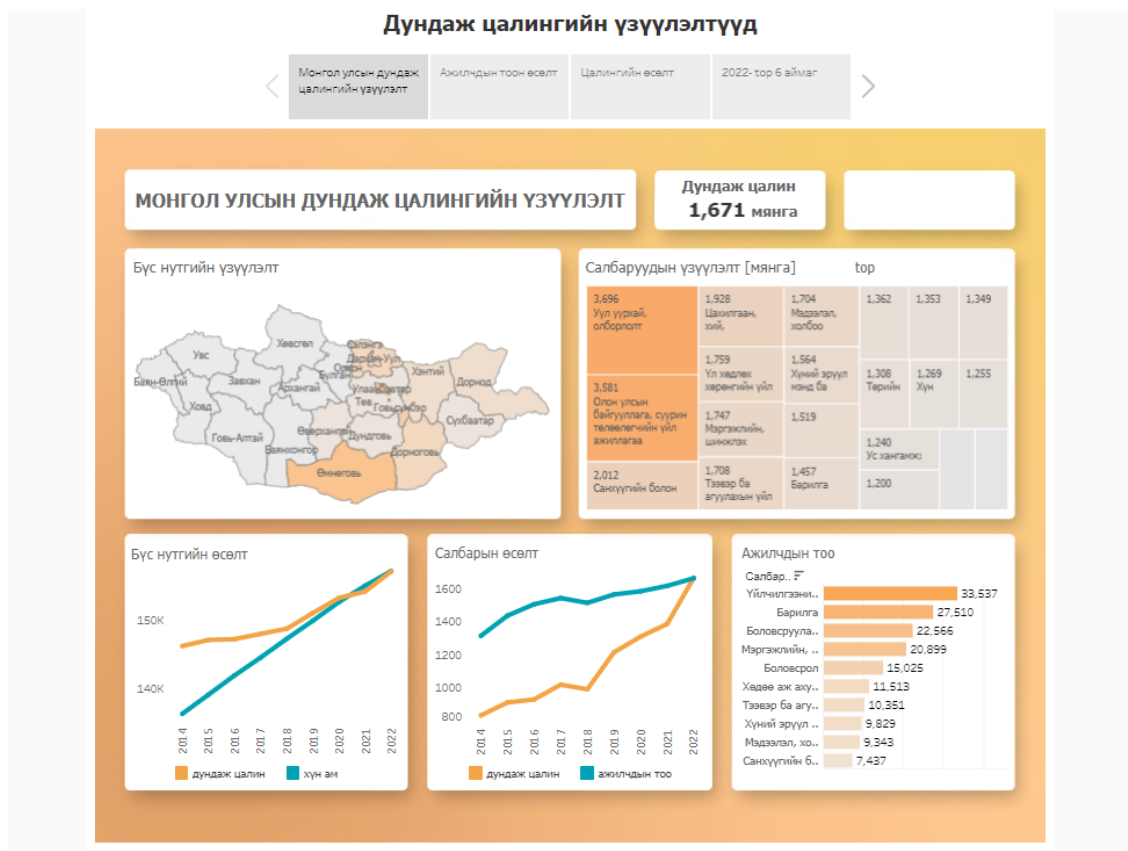 Дундаж цалингийн үзүүлэлтүүд
Монгол улсын дундаж
цалингийн үзүүлэлт
Ажилчдын тоон өсөлт
Цалингийн өсөлт
2022- top 6 аймаг
МОНГОЛ УЛСЫН ДУНДАЖ ЦАЛИНГИЙН ҮЗҮҮЛЭЛТ
Дундаж цалин
1,671 мянга
Бүс нутгийн үзүүлэлт
Увс
Хөвсгөл
Сэлэнгэ
Дархан-Уул
Орхон
Баян-Өлгий
Завхан
Архангай
Булган
Улаанбаатар
Хэнтий
Дорнод
Ховд
Төв
Говьсүмбэр
Говь-Алтай
Өвөрхангай
Дундговь
Сүхбаатар
Баянхонгор
Дорноговь
Өмнөговь
Салбаруудын үзүүлэлт [мянга]
top
3,696
Уул уурхай,
олборлолт
3,581
Олон улсын
байгууллага, суурин
төлөөлөгчийн үйл
ажиллагаа
2,012
Санхүүгийн болон
1,928
Цахилгаан,
хий,
1,759
Үл хөдлөх
хөрөнгийн үйл
1,747
Мэргэжлийн,
шинжлэх
1,708
Тээвэр ба
агуулахын үйл
1,704
Мэдээлэл,
холбоо
1,564
Хүний эрүүл
мэнд ба
1,519
1,457
Барилга
1,362
1,353
1,349
1,308
Төрийн
1,269
Хүн
1,255
1,240
Ус хангамж;
1,200
Бүс нутгийн өсөлт
150K
140K
2014
2015
2016
2017
2018
2019
2020
2021
2022
дундаж цалин
хүн ам
Салбарын өсөлт
1600
1400
1200
1000
800
2014
2015
2016
2017
2018
2019
2020
2021
2022
дундаж цалин
ажилчдын тоо
Ажилчдын тоо
Салбар..
Үйлчилгээни.. 33,537
Барилга 27,510
Боловсруула.. 22,566
Мэргэжлийн, .. 20,899
Боловсрол 15,025
Хөдөө аж аху.. 11,513
Тээвэр ба агу.. 10,351
Хүний эрүүл .. 9,829
Мэдээлэл, хо.. 9,343
Санхүүгийн б.. 7,437